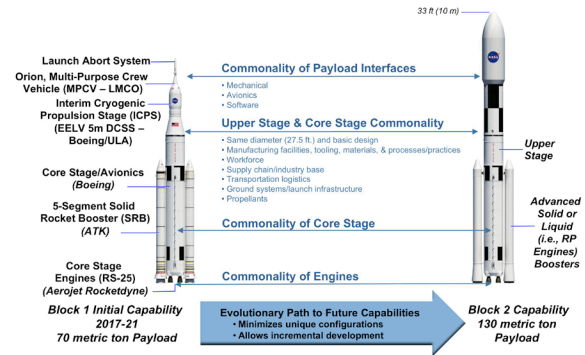 33 ft (10 m)
Launch Abort System
Orion, Multi-Purpose Crew
Vehicle (MPCV – LMCO)
Interim Cryogenic
Propulsion Stage (ICPS)
(EELV 5m DCSS –
Boeing/ULA)
Core Stage/Avionics
(Boeing)
5-Segment Solid
Rocket Booster (SRB)
(ATK)
Core Stage
Engines (RS-25)
(Aerojet Rocketdyne)
Block 1 Initial Capability
2017-21
70 metric ton Payload
Commonality of Payload Interfaces
• Mechanical
• Avionics
• Software
Upper Stage & Core Stage Commonality
• Same diameter (27.5 ft.) and basic design
• Manufacturing facilities, tooling, materials, & processes/practices
• Workforce
• Supply chain/industry base
• Transportation logistics
• Ground systems/launch infrastructure
• Propellants
Commonality of Core Stage
Commonality of Engines
Evolutionary Path to Future Capabilities
• Minimizes unique configurations
• Allows incremental development
NASA
Upper
Stage
Advanced
Solid or
Liquid
(i.e., RP
Engines)
Boosters
Block 2 Capability
130 metric ton
Payload